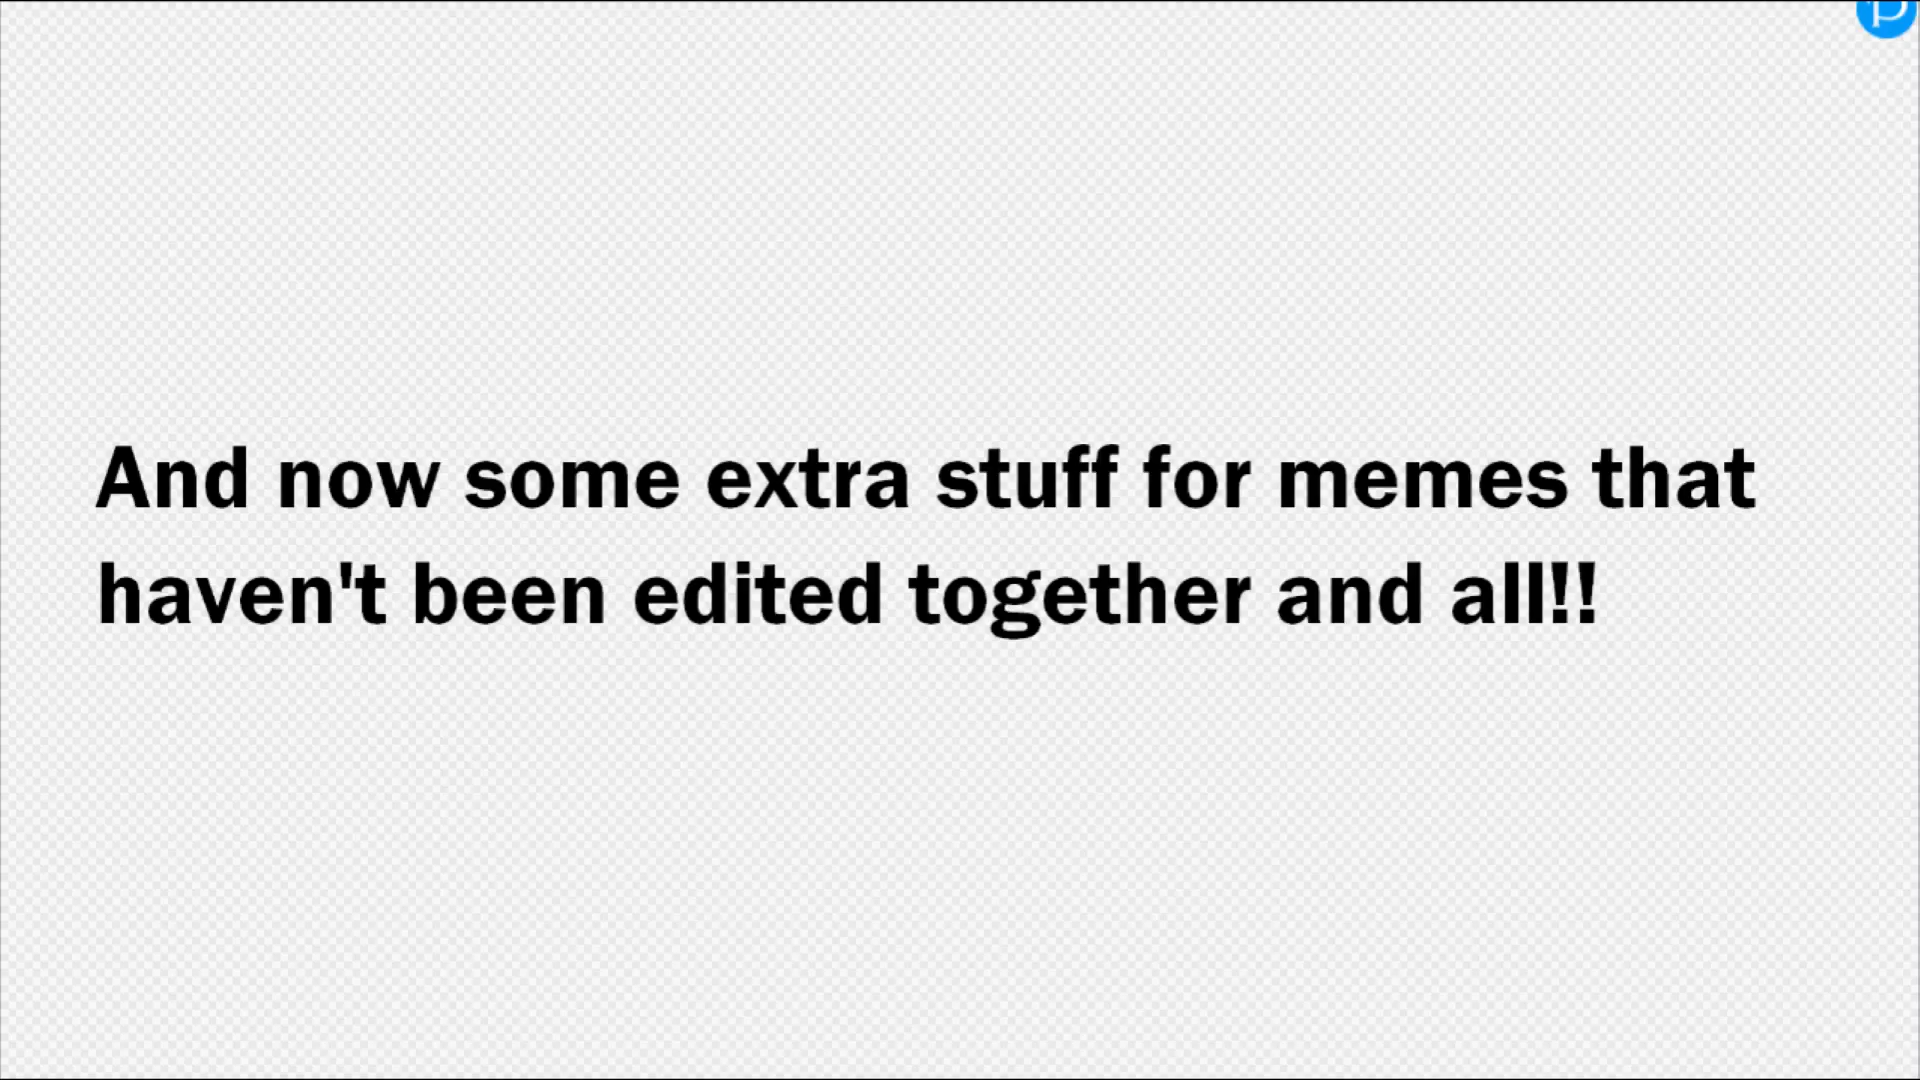 And now some extra stuff for memes that
haven't been edited together and all!!